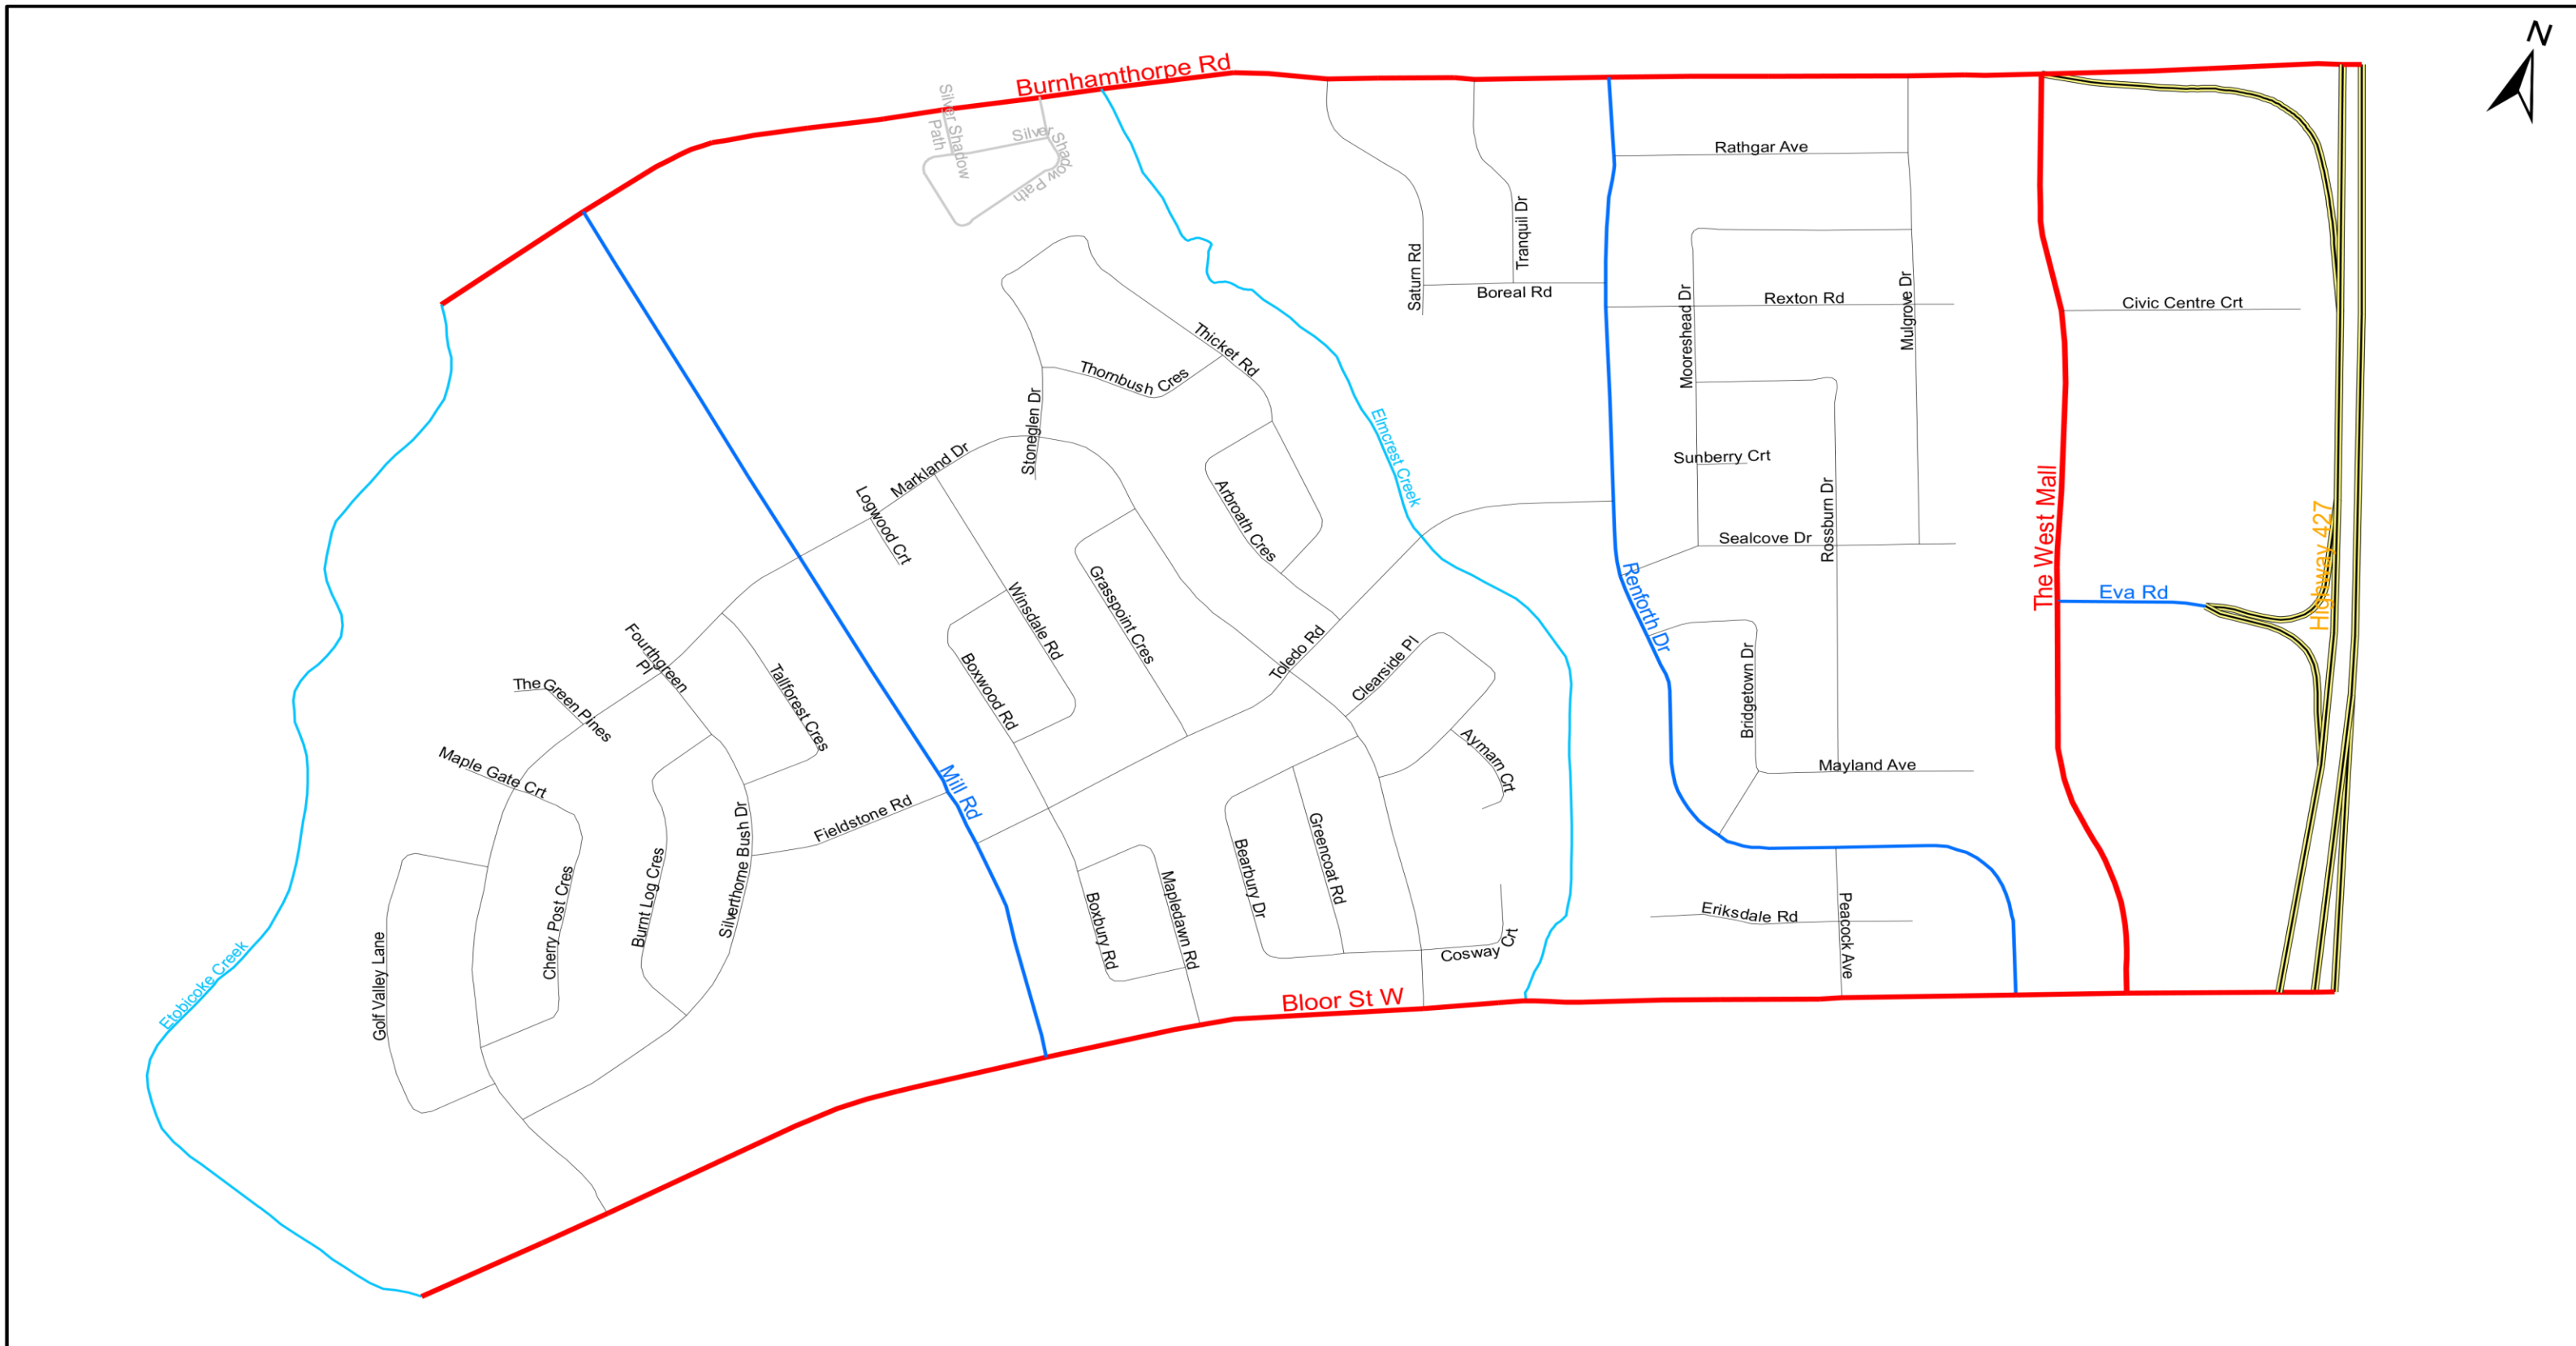 N
Burnhamthorpe Rd
Silver Shadow
Path
Silver Shadow Path
Rathgar Ave
Tranquil Dr
Saturn Rd
Boreal Rd
Mooreshead Dr
Rexton Rd
Mulgrove Dr
Civic Centre Crt
Thicket Rd
Thornbush Cres
Stoneglen Dr
Elmcrest Creek
Markland Dr
Logwood Crt
Arbroath Cres
Sunberry Crt
Rossburn Dr
Sealcove Dr
The West Mall
Highway 427
Eva Rd
Renforth Dr
Grasspoint Cres
Winsdale Rd
Boxwood Rd
Toledo Rd
Clearside Pl
Fourthgreen
Pl
Tallforest Cres
The Green Pines
Maple Gate Crt
Bridgetown Dr
Aymarn Crt
Mayland Ave
Mill Rd
Fieldstone Rd
Silverthorne Bush Dr
Burnt Log Cres
Cherry Post Cres
Golf Valley Lane
Etobicoke Creek
Boxbury Rd
Mapledawn Rd
Bearbury Dr
Greencoat Rd
Cosway Crt
Eriksdale Rd
Peacock Ave
Bloor St W